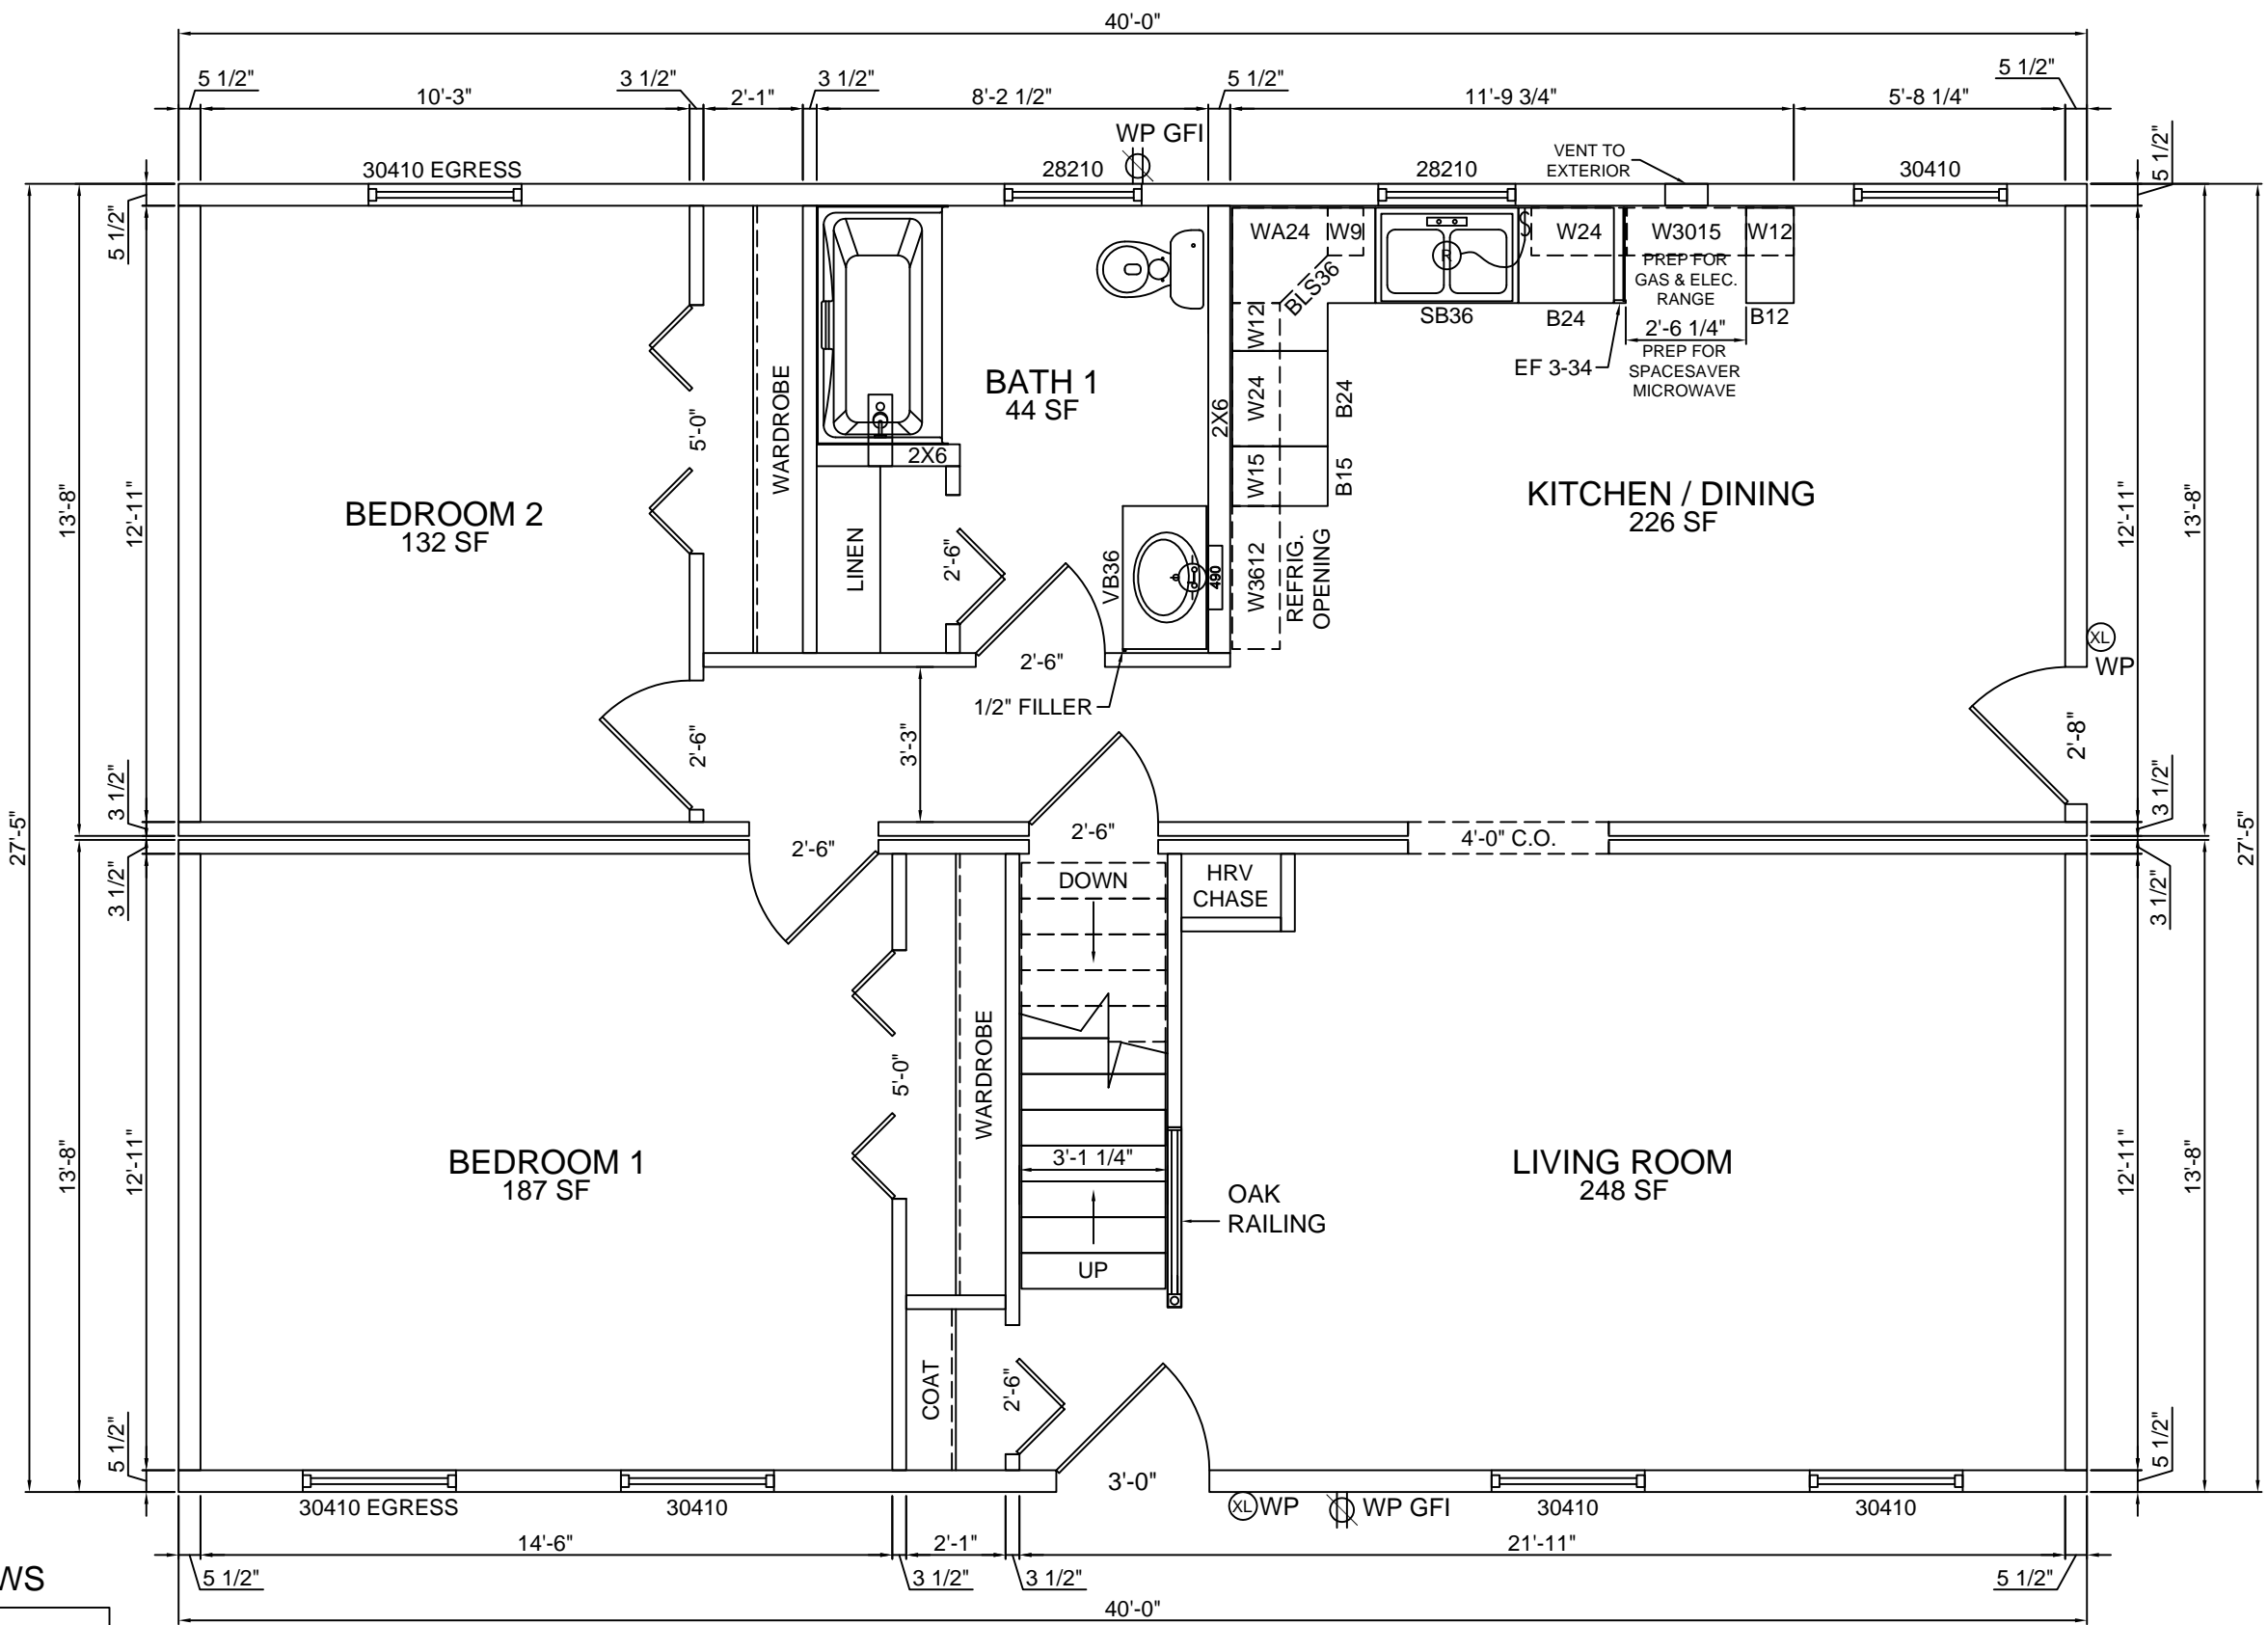 40'-0"
5 1/2"
10'-3"
3 1/2"
2'-1"
3 1/2"
8'-2 1/2"
5 1/2"
11'-9 3/4"
5'-8 1/4"
5 1/2"
WP GFI
30410 EGRESS
28210
28210
VENT TO
EXTERIOR
30410
5 1/2"
5 1/2"
WA24
W9
S
W24
W3015
W12
R
PREP FOR
GAS & ELEC.
RANGE
BLS36
W12
SB36
B24
B12
2'-6 1/4"
PREP FOR
SPACESAVER
MICROWAVE
EF 3-34
WARDROBE
BATH 1
44 SF
2X6
W24
B24
5'-0"
2X6
W15
B15
13'-8"
12'-11"
BEDROOM 2
132 SF
KITCHEN / DINING
226 SF
12'-11"
13'-8"
LINEN
2'-6"
VB36
490
W3612
REFRIG.
OPENING
XL
WP
2'-6"
1/2" FILLER
2'-6"
3'-3"
2'-8"
3 1/2"
3 1/2"
27'-5"
2'-6"
2'-6"
4'-0" C.O.
27'-5"
3 1/2"
3 1/2"
DOWN
HRV
CHASE
WARDROBE
5'-0"
13'-8"
12'-11"
BEDROOM 1
187 SF
3'-1 1/4"
LIVING ROOM
248 SF
12'-11"
13'-8"
OAK
RAILING
UP
COAT
2'-6"
5 1/2"
5 1/2"
3'-0"
30410 EGRESS
30410
XL
WP
WP GFI
30410
30410
14'-6"
2'-1"
21'-11"
5 1/2"
3 1/2"
3 1/2"
5 1/2"
WS
40'-0"